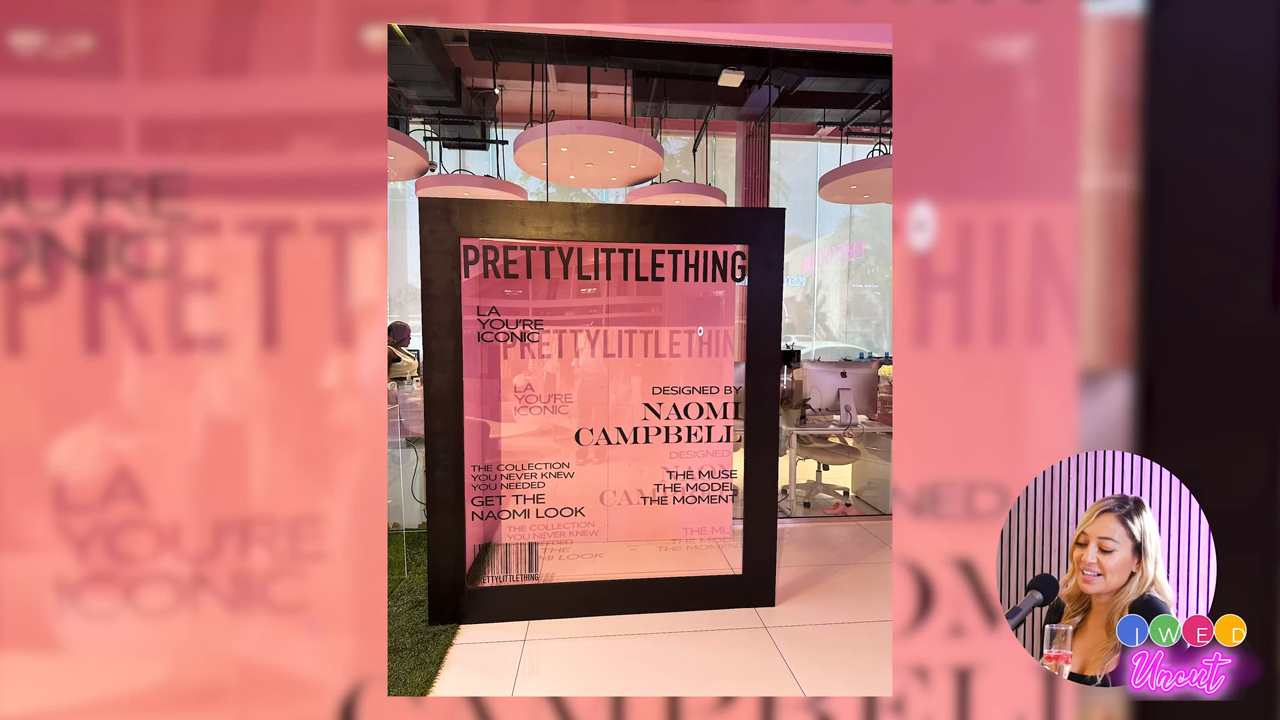 PRETTYLITTLETHING
LA
YOU'RE
ICONIC
PRETTYLITTLETHIN
LA
YOU'RE
ICONIC
DESIGNED BY
NAOMI
CAMPBELL
DESIGNED
THE COLLECTION
YOU NEVER KNEW
YOU NEEDED
GET THE
NAOMI LOOK
THE MUSE
THE MODEL
THE MOMENT
THE COLLECTION
YOU NEVER KNEW
PRETTYLITTLETHING
IWED
Uncut